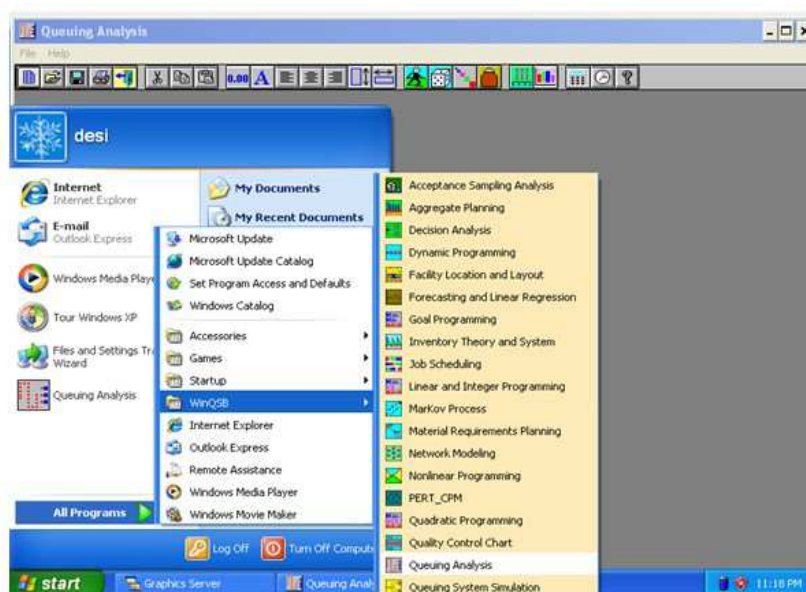 Queuing Analysis
File Help
0.00 A
desi
Internet
Internet Explorer
E-mail
Outlook Express
Windows Media Playe
Tour Windows XP
Files and Settings Tr
Wizard
Queuing Analysis
All Programs
My Documents
My Recent Documents
Microsoft Update
Microsoft Update Catalog
Set Program Access and Defaults
Windows Catalog
Accessories
Games
Startup
WinQSB
Internet Explorer
Outlook Express
Remote Assistance
Windows Media Player
Windows Movie Maker
Acceptance Sampling Analysis
Aggregate Planning
Decision Analysis
Dynamic Programming
Facility Location and Layout
Forecasting and Linear Regression
Goal Programming
Inventory Theory and System
Job Scheduling
Linear and Integer Programming
MarKov Process
Material Requirements Planning
Network Modeling
Nonlinear Programming
PERT_CPM
Quadratic Programming
Quality Control Chart
Queuing Analysis
Queuing System Simulation
Log Off Turn Off Comput
start Graphics Server Queuing Anal 11:18 PM